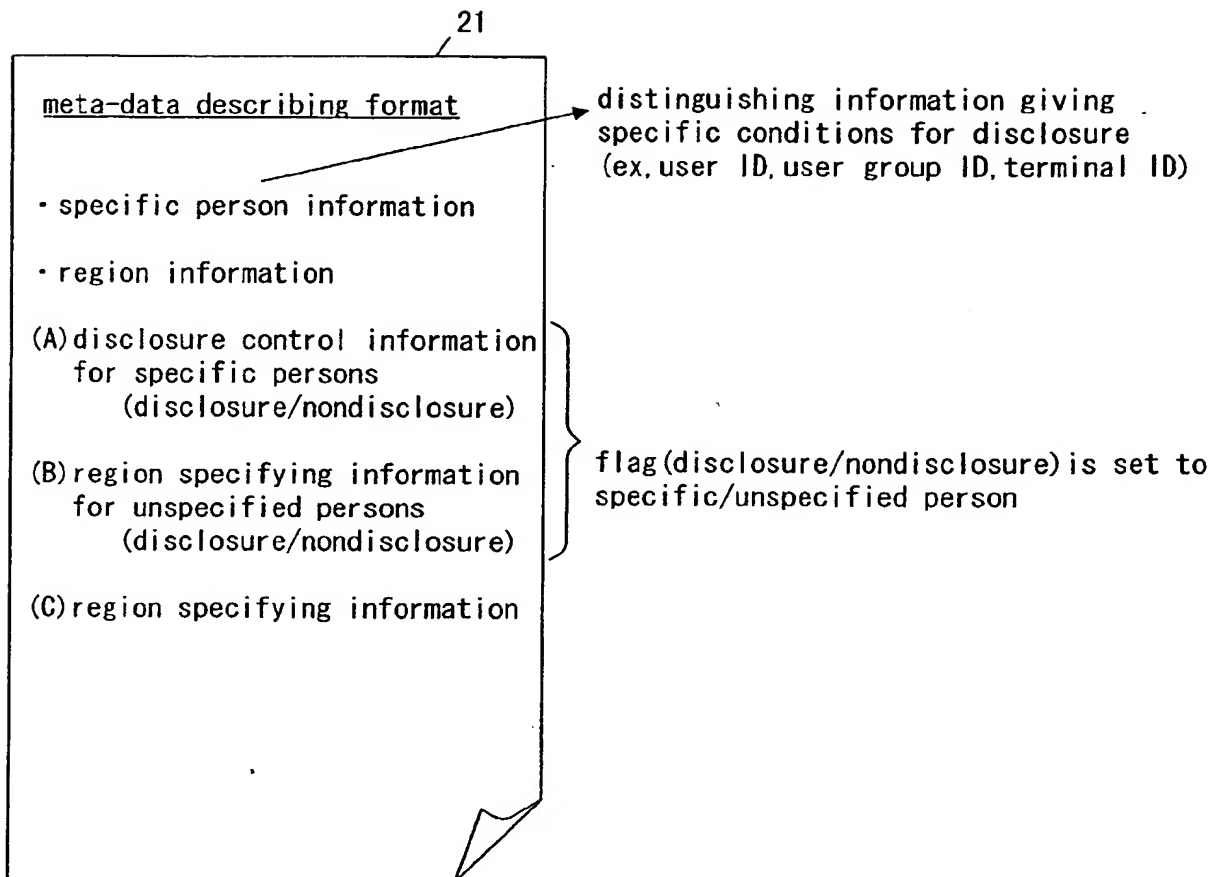 21
meta-data describing format
・specific person information
・region information
(A)disclosure control information
for specific persons
(disclosure/nondisclosure)
(B)region specifying information
for unspecified persons
(disclosure/nondisclosure)
(C)region specifying information
distinguishing information giving
specific conditions for disclosure
(ex,user ID,user group ID,terminal ID)
flag(disclosure/nondisclosure)is set to
specific/unspecified person